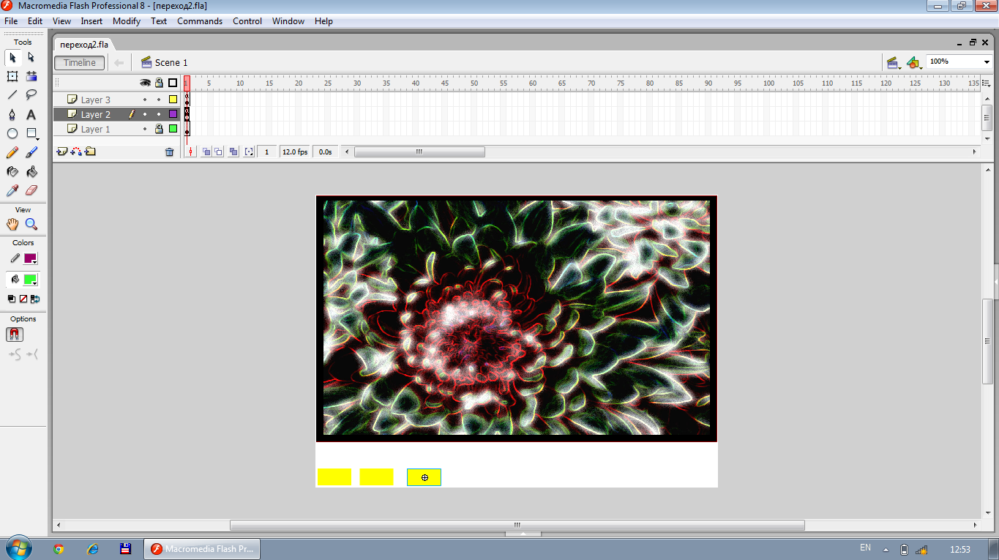 Macromedia Flash Professional 8 - [переход2.fla]
File Edit View Insert Modify Text Commands Control Window Help
Tools
переход2.fla
Timeline Scene 1 100%
1 5 10 15 20 25 30 35 40 45 50 55 60 65 70 75 80 85 90 95 100 105 110 115 120 125 130 135
Layer 3
Layer 2
Layer 1
1 12.0 fps 0.0s
View
Colors
Options
Macromedia Flash Pr...
EN 12:53